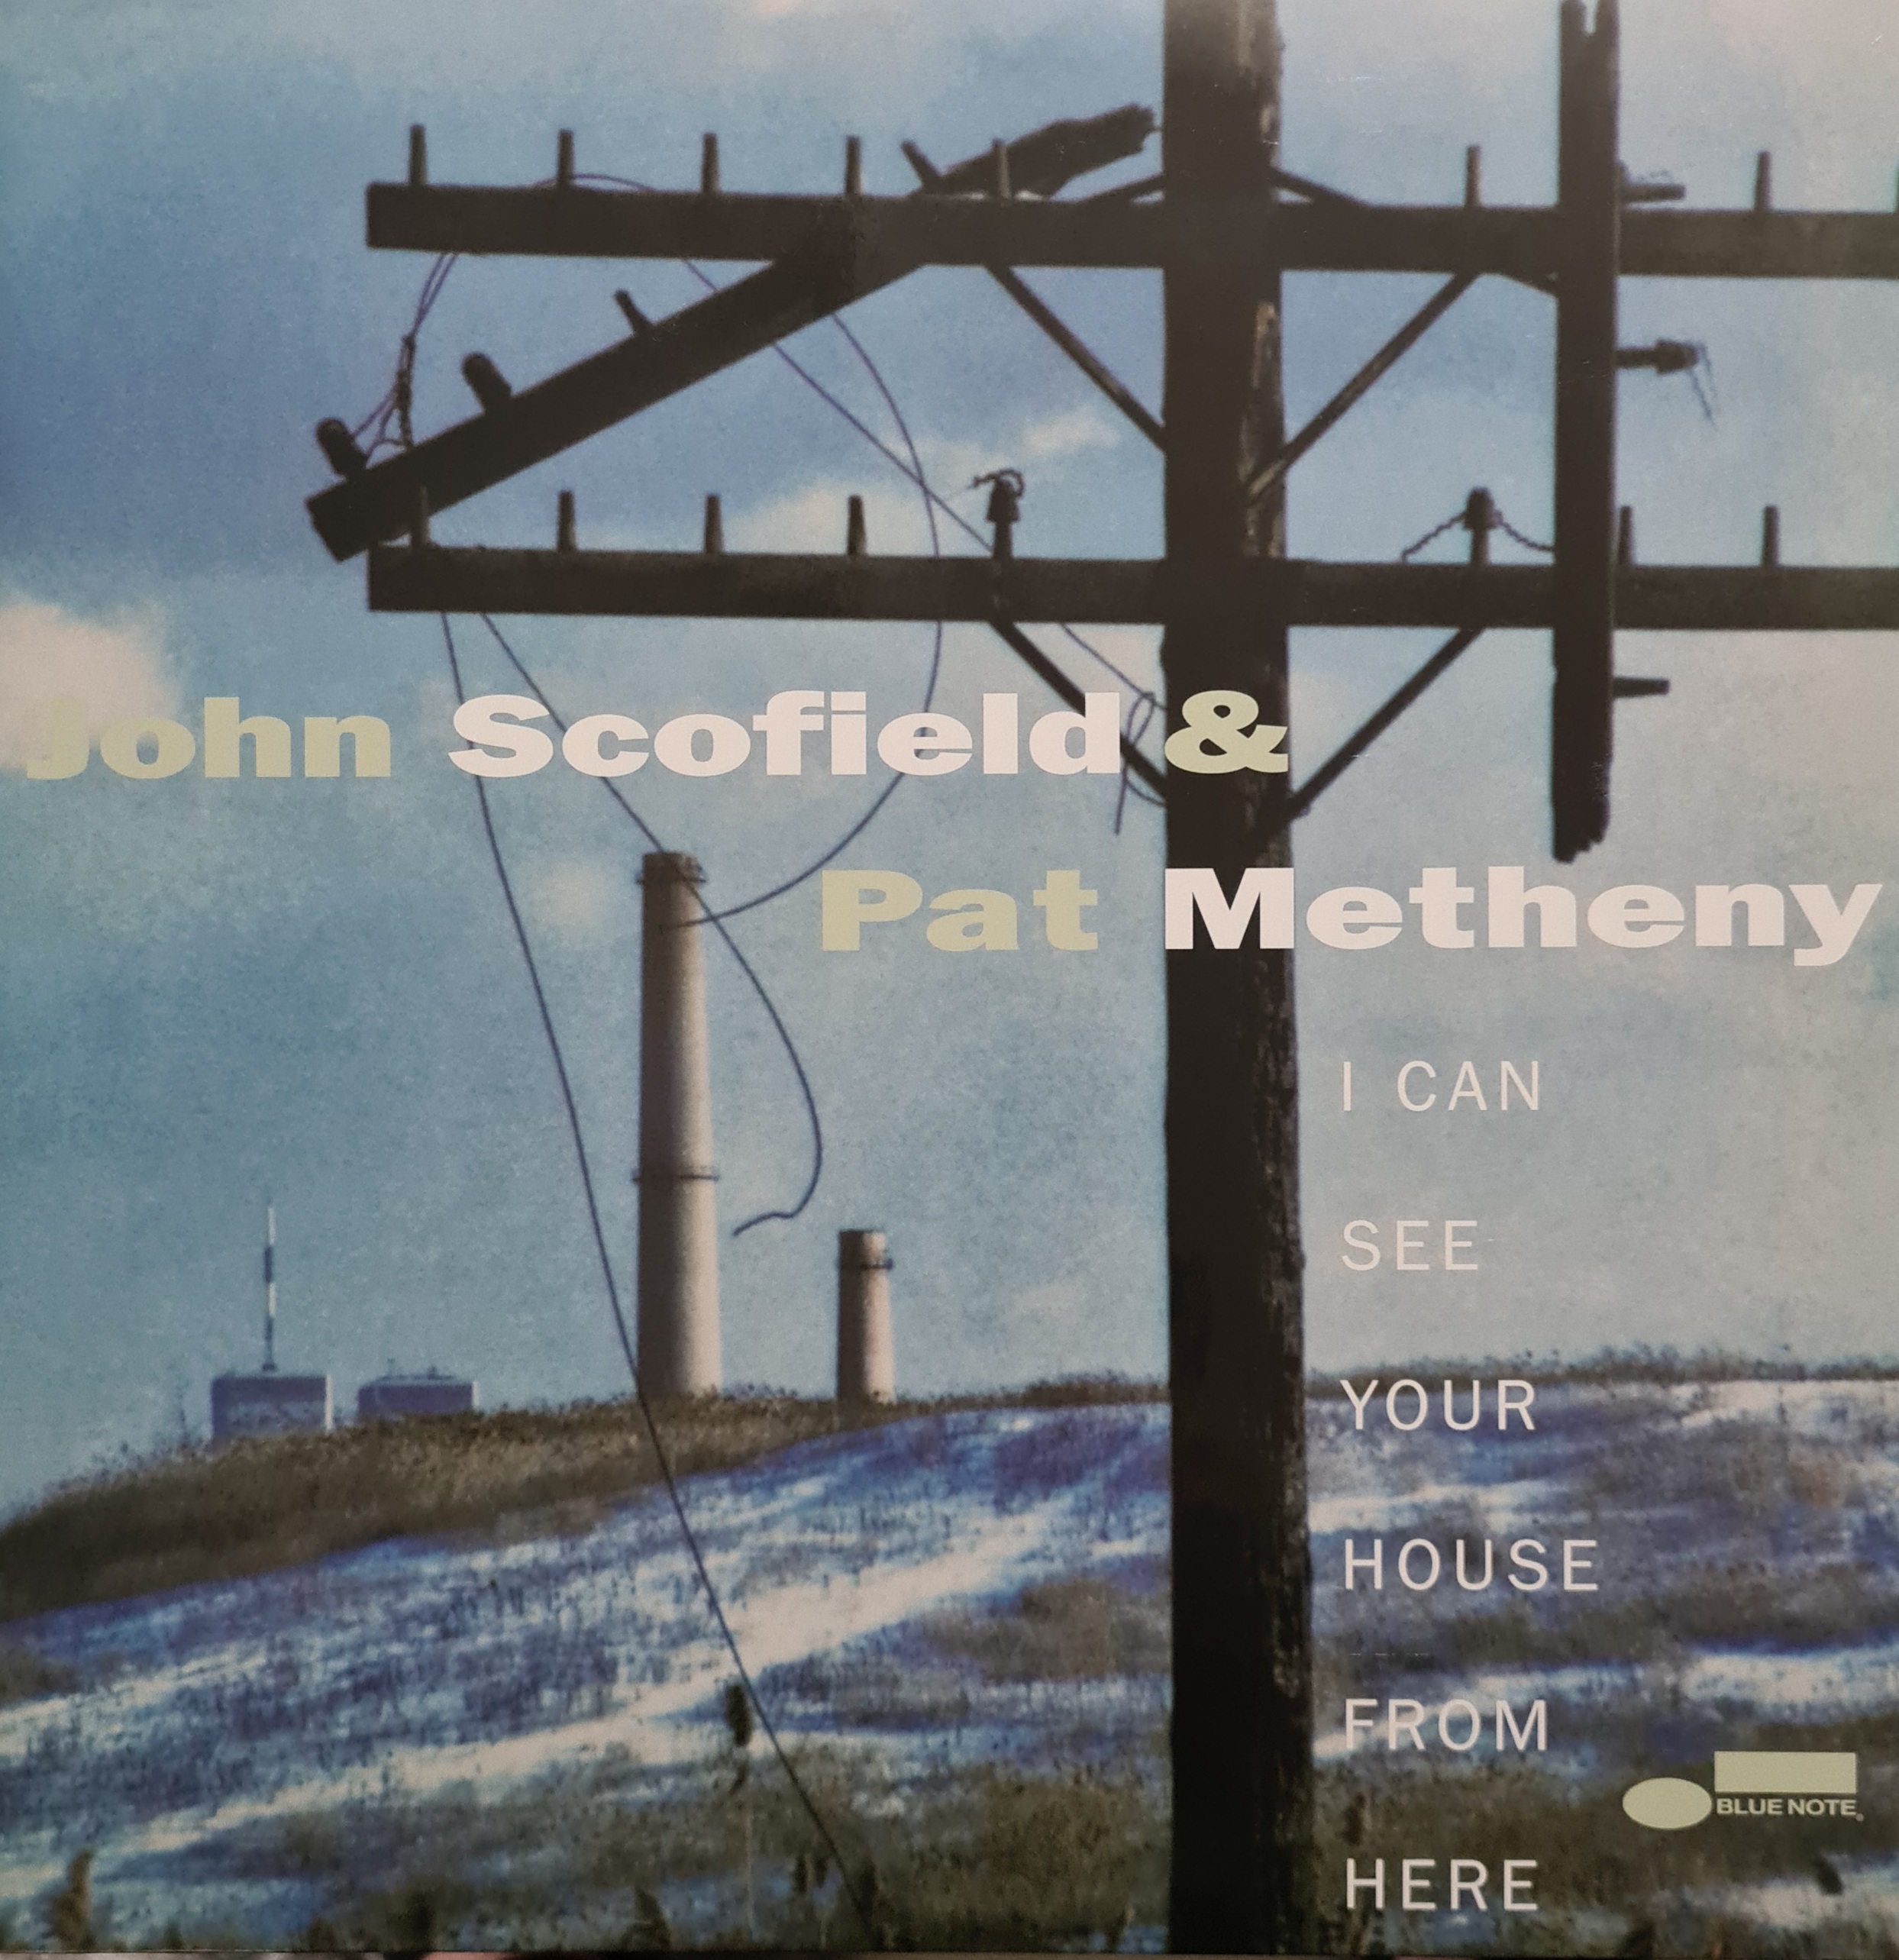 John Scofield &
Pat Metheny
I CAN
SEE
YOUR
HOUSE
FROM
HERE
BLUE NOTE